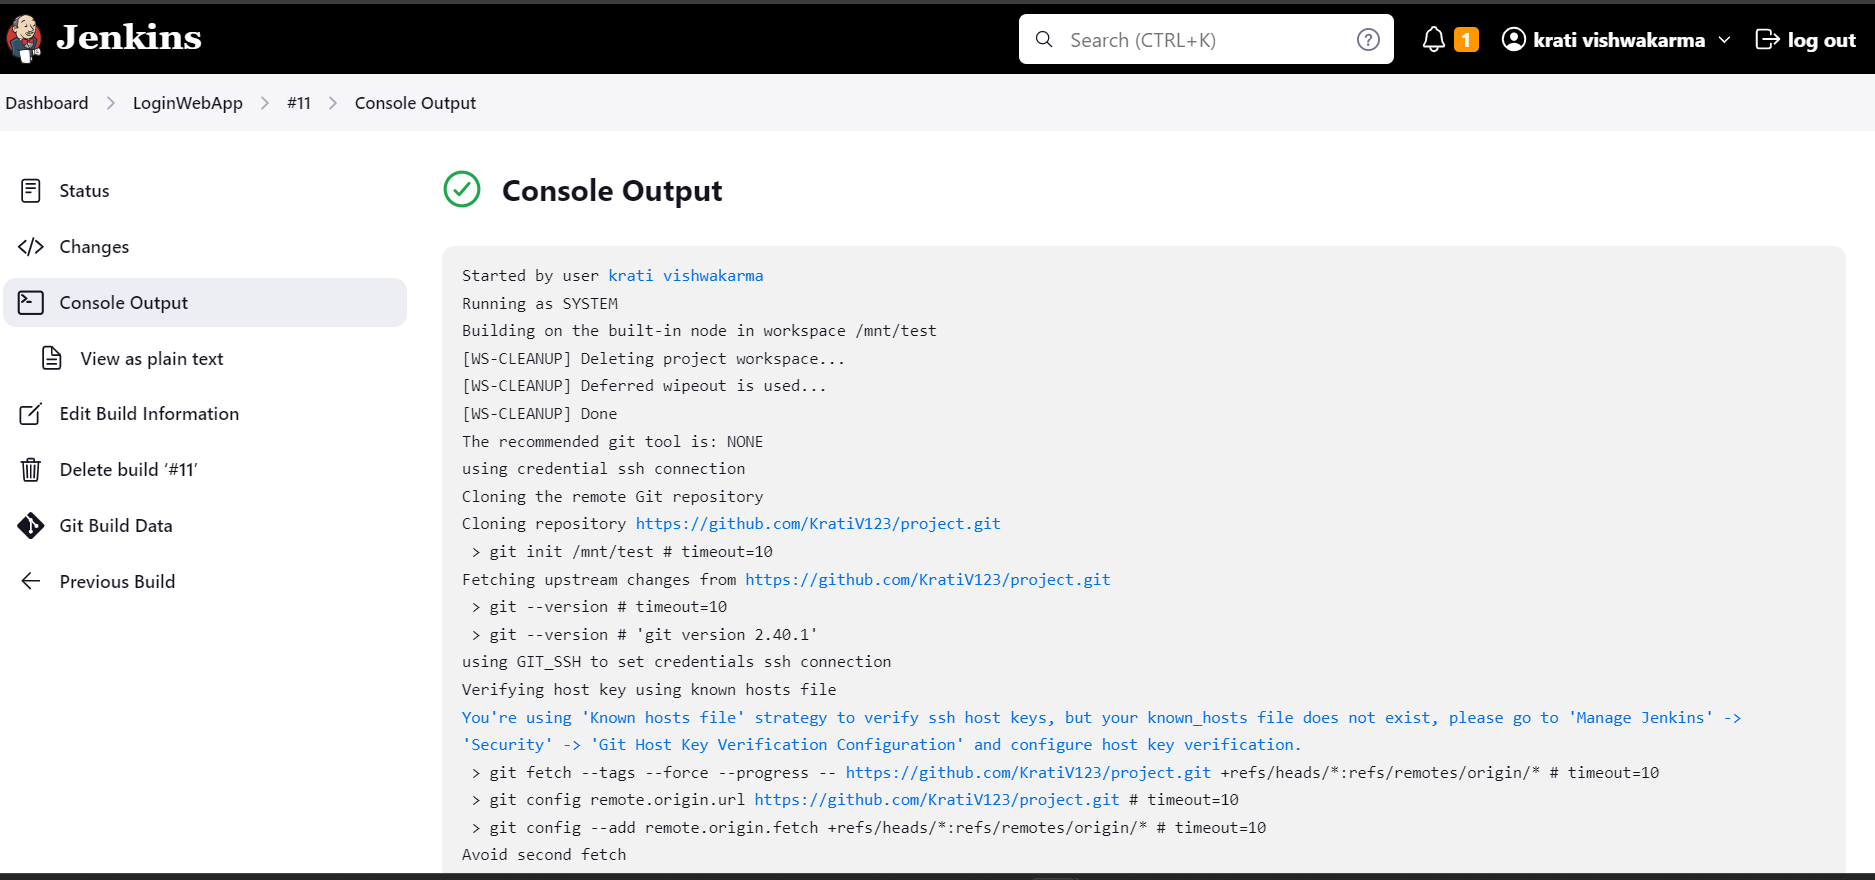 Jenkins
Search (CTRL+K)
1
krati vishwakarma
log out
Dashboard
LoginWebApp
#11
Console Output
Status
Changes
Console Output
View as plain text
Edit Build Information
Delete build ‘#11’
Git Build Data
Previous Build
Console Output
Started by user krati vishwakarma
Running as SYSTEM
Building on the built-in node in workspace /mnt/test
[WS-CLEANUP] Deleting project workspace...
[WS-CLEANUP] Deferred wipeout is used...
[WS-CLEANUP] Done
The recommended git tool is: NONE
using credential ssh connection
Cloning the remote Git repository
Cloning repository https://github.com/KratiV123/project.git
> git init /mnt/test # timeout=10
Fetching upstream changes from https://github.com/KratiV123/project.git
> git --version # timeout=10
> git --version # 'git version 2.40.1'
using GIT_SSH to set credentials ssh connection
Verifying host key using known hosts file
You're using 'Known hosts file' strategy to verify ssh host keys, but your known_hosts file does not exist, please go to 'Manage Jenkins' ->
'Security' -> 'Git Host Key Verification Configuration' and configure host key verification.
> git fetch --tags --force --progress -- https://github.com/KratiV123/project.git +refs/heads/*:refs/remotes/origin/* # timeout=10
> git config remote.origin.url https://github.com/KratiV123/project.git # timeout=10
> git config --add remote.origin.fetch +refs/heads/*:refs/remotes/origin/* # timeout=10
Avoid second fetch